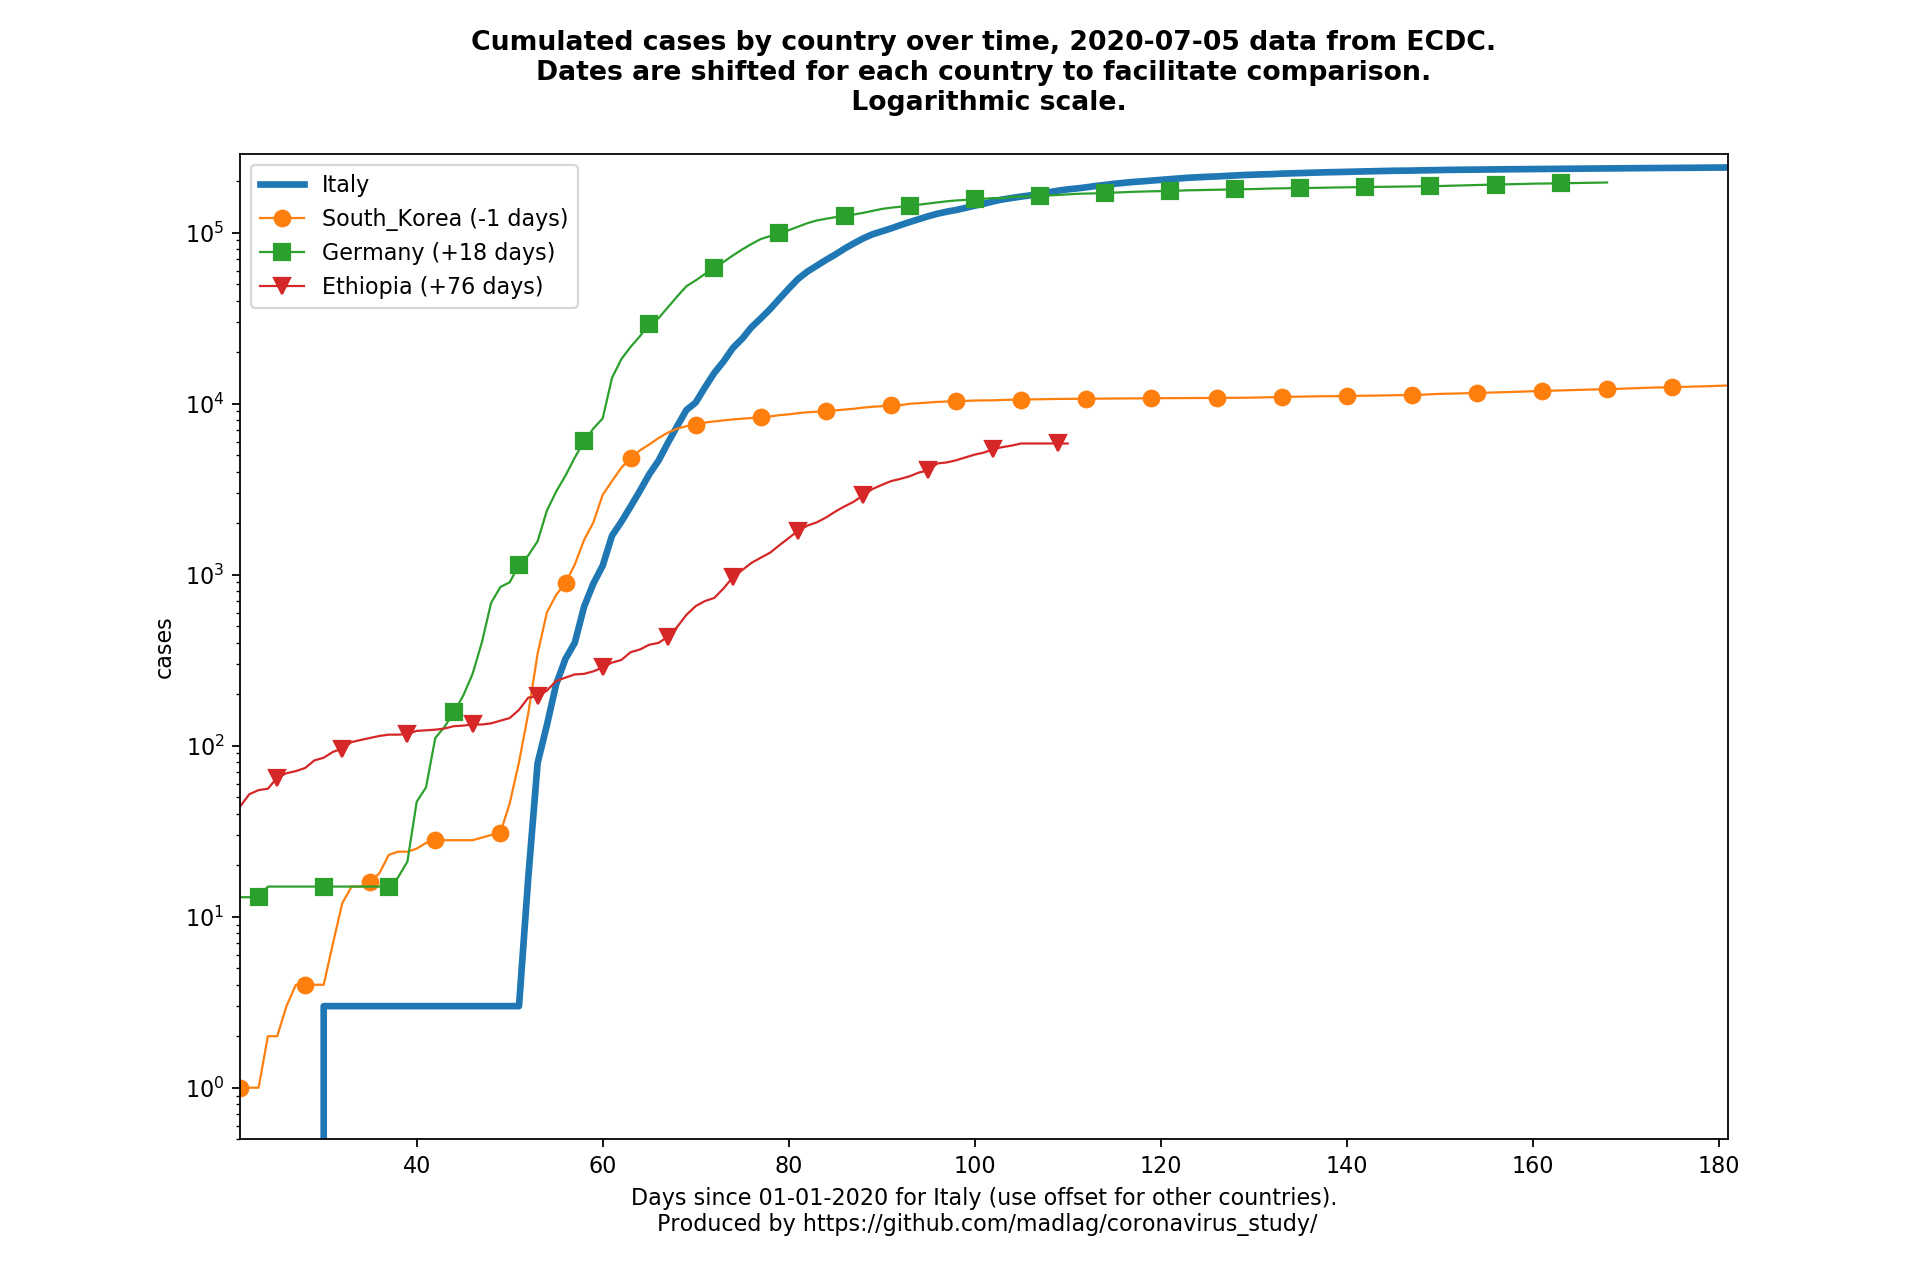 Cumulated cases by country over time, 2020-07-05 data from ECDC.
Dates are shifted for each country to facilitate comparison.
Logarithmic scale.
Italy
South_Korea (-1 days)
Germany (+18 days)
Ethiopia (+76 days)
10^5
10^4
10^3
10^2
10^1
10^0
cases
40 60 80 100 120 140 160 180
Days since 01-01-2020 for Italy (use offset for other countries).
Produced by https://github.com/madlag/coronavirus_study/